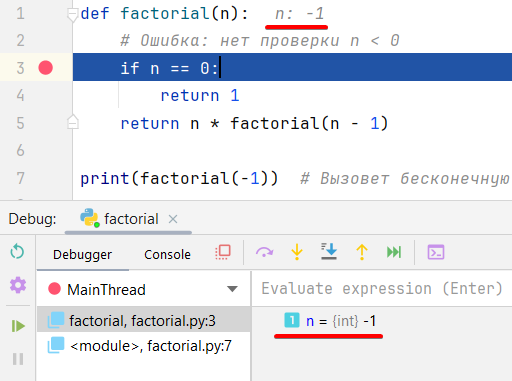 1 def factorial(n): n: -1
2 # Ошибка: нет проверки n < 0
3 if n == 0:
4 return 1
5 return n * factorial(n - 1)
6
7 print(factorial(-1)) # Вызовет бесконечную
Debug: factorial
Debugger Console
MainThread
Evaluate expression (Enter)
factorial, factorial.py:3
1 n = {int} -1
<module>, factorial.py:7